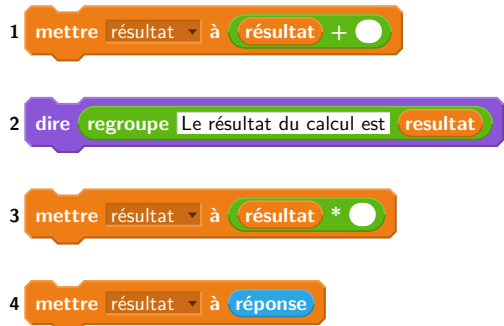 1 mettre résultat à résultat +
2 dire regroupe Le résultat du calcul est resultat
3 mettre résultat à résultat *
4 mettre résultat à réponse